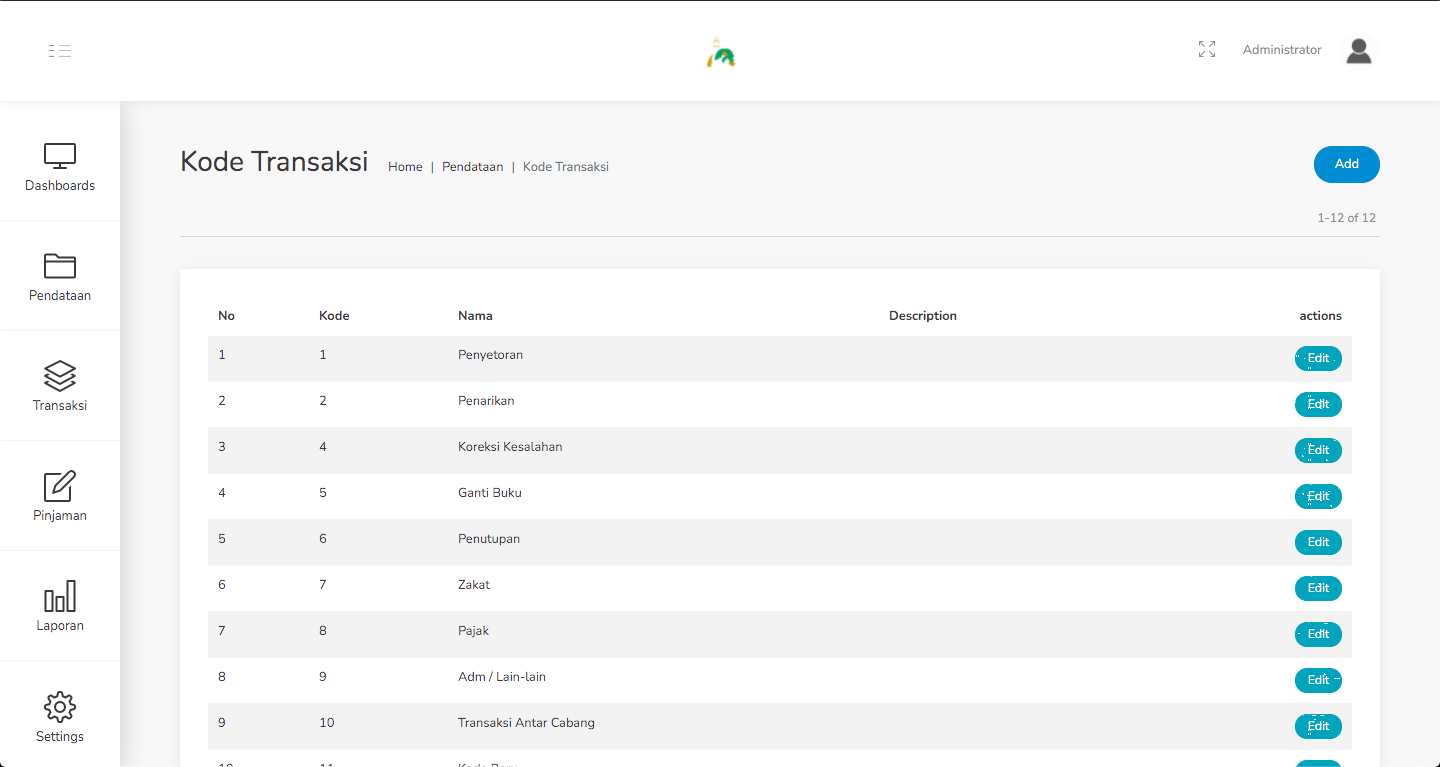 Administrator
Dashboards
Pendataan
Transaksi
Pinjaman
Laporan
Settings
Kode Transaksi
Home | Pendataan | Kode Transaksi
Add
1-12 of 12
No Kode Nama Description actions
1 1 Penyetoran Edit
2 2 Penarikan Edit
3 4 Koreksi Kesalahan Edit
4 5 Ganti Buku Edit
5 6 Penutupan Edit
6 7 Zakat Edit
7 8 Pajak Edit
8 9 Adm / Lain-lain Edit
9 10 Transaksi Antar Cabang Edit